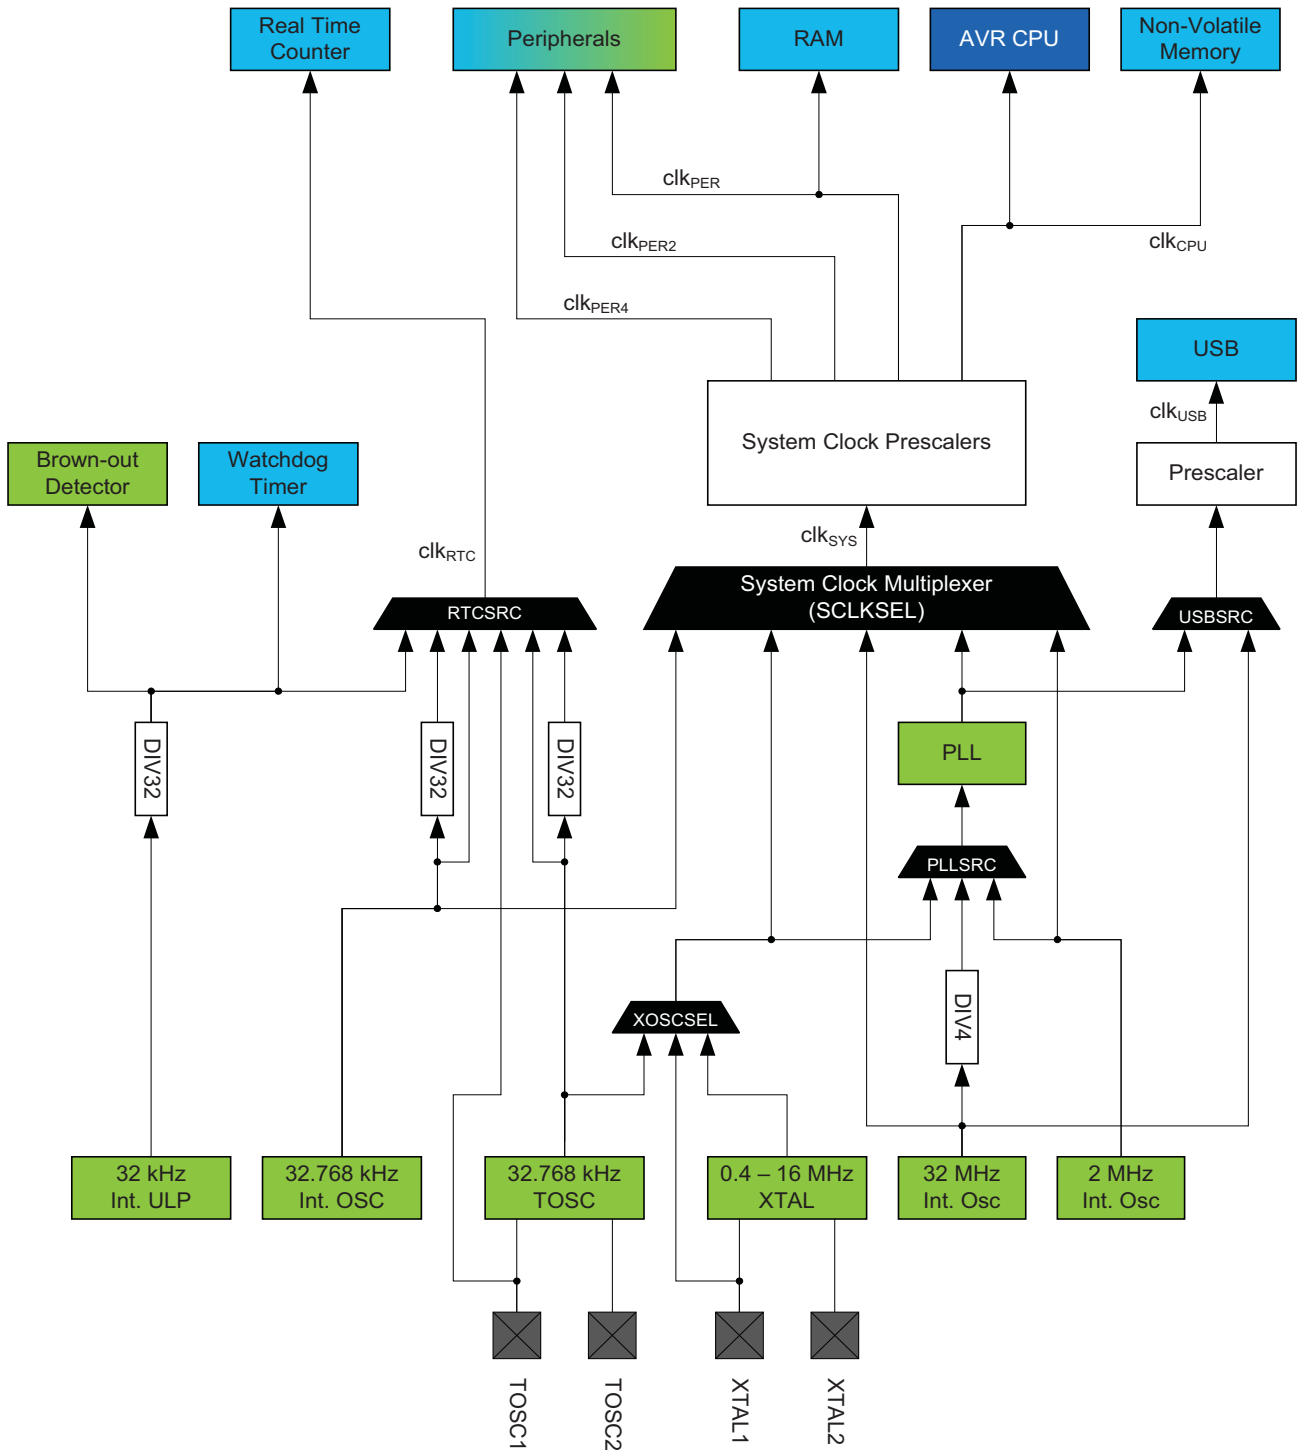 Real Time
Counter
Peripherals
RAM
AVR CPU
Non-Volatile
Memory
clkPER
clkPER2
clkCPU
clkPER4
USB
clkUSB
System Clock Prescalers
Brown-out
Detector
Watchdog
Timer
Prescaler
clkSYS
clkRTC
System Clock Multiplexer
(SCLKSEL)
RTCSRC
USBSRC
DIV32
DIV32
DIV32
PLL
PLLSRC
DIV4
XOSCSEL
32 kHz
Int. ULP
32.768 kHz
Int. OSC
32.768 kHz
TOSC
0.4 – 16 MHz
XTAL
32 MHz
Int. Osc
2 MHz
Int. Osc
TOSC1
TOSC2
XTAL1
XTAL2